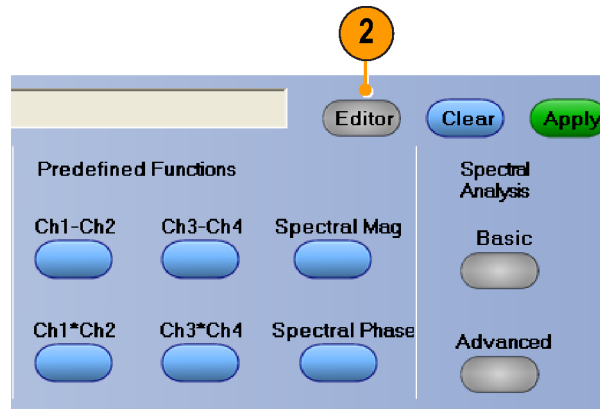 2
Editor Clear Apply
Predefined Functions
Spectral
Analysis
Ch1-Ch2 Ch3-Ch4 Spectral Mag
Basic
Ch1*Ch2 Ch3*Ch4 Spectral Phase
Advanced